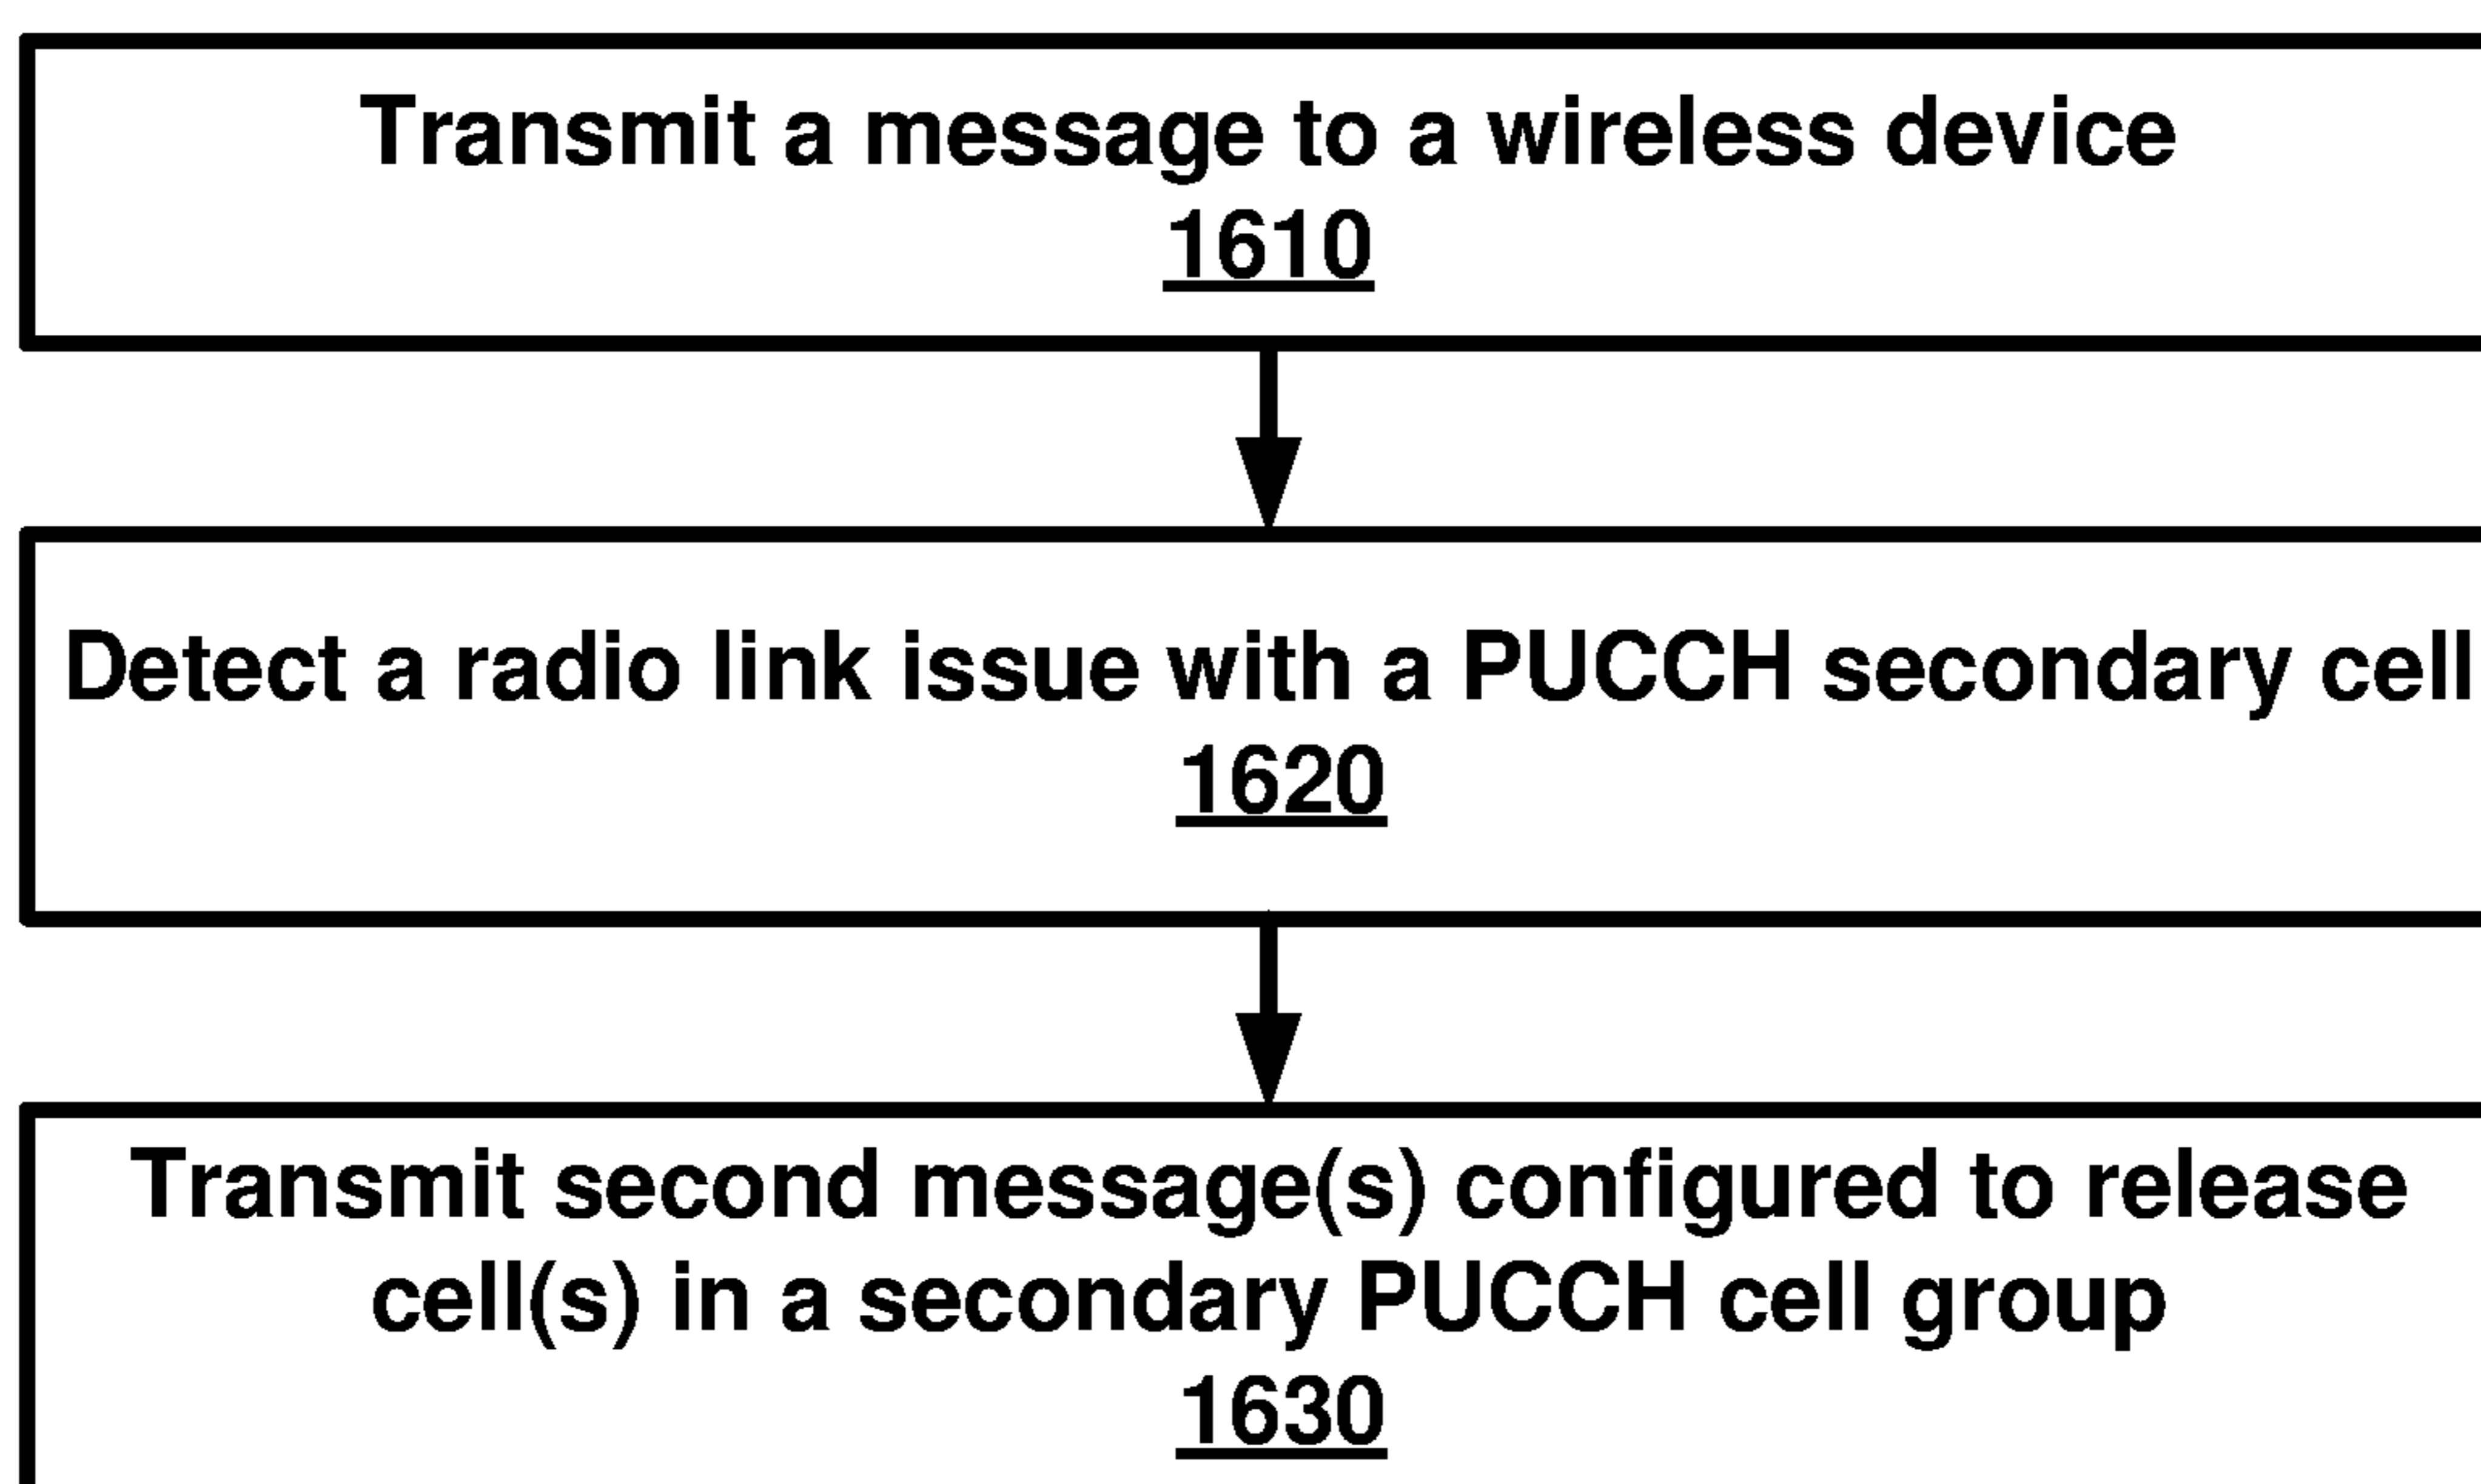 Transmit a message to a wireless device
1610
Detect a radio link issue with a PUCCH secondary cell
1620
Transmit second message(s) configured to release
cell(s) in a secondary PUCCH cell group
1630